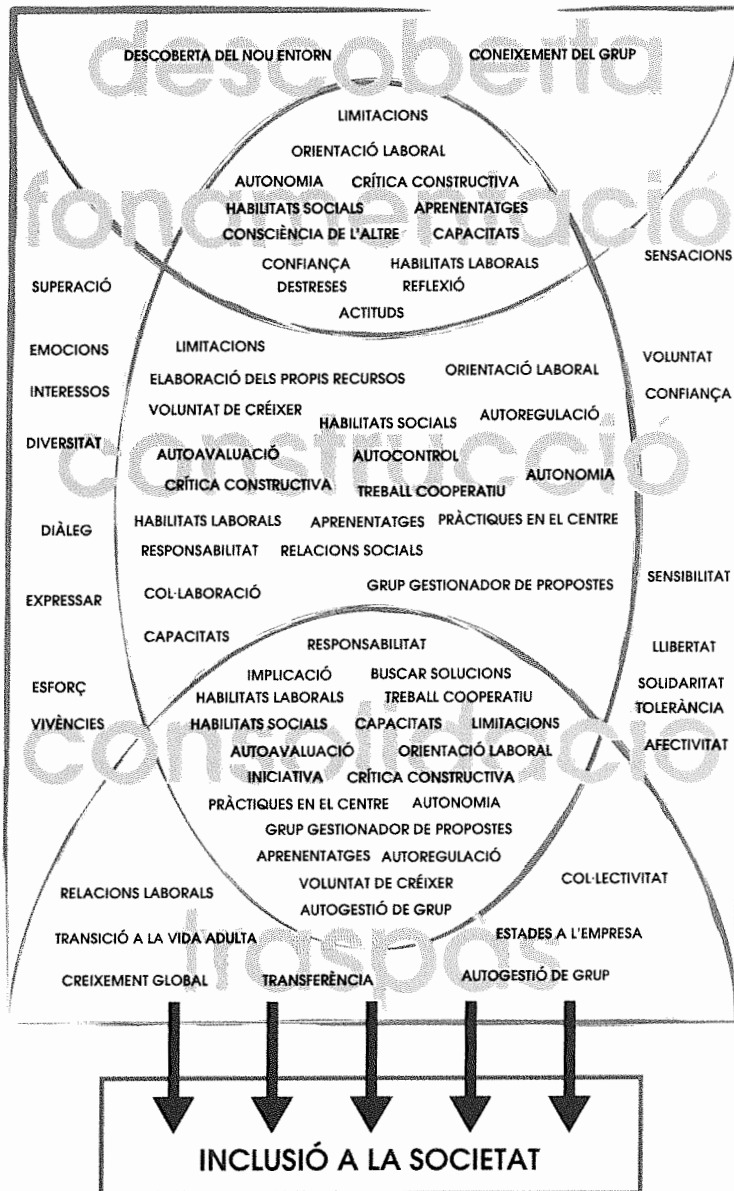 descoberta
DESCOBERTA DEL NOU ENTORN CONEIXEMENT DEL GRUP
LIMITACIONS
ORIENTACIÓ LABORAL
AUTONOMIA CRÍTICA CONSTRUCTIVA
fonamentació
HABILITATS SOCIALS APRENENTATGES
CONSCIÈNCIA DE L'ALTRE CAPACITATS
SENSACIONS
CONFIANÇA HABILITATS LABORALS
SUPERACIÓ DESTRESES REFLEXIÓ
ACTITUDS
EMOCIONS LIMITACIONS
ORIENTACIÓ LABORAL VOLUNTAT
INTERESSOS ELABORACIÓ DELS PROPIS RECURSOS
CONFIANÇA
VOLUNTAT DE CRÉIXER HABILITATS SOCIALS AUTOREGULACIÓ
DIVERSITAT
construcció
AUTOAVALUACIÓ AUTOCONTROL
AUTONOMIA
CRÍTICA CONSTRUCTIVA TREBALL COOPERATIU
DIÀLEG HABILITATS LABORALS APRENENTATGES PRÀCTIQUES EN EL CENTRE
RESPONSABILITAT RELACIONS SOCIALS
SENSIBILITAT
EXPRESSAR COL·LABORACIÓ GRUP GESTIONADOR DE PROPOSTES
CAPACITATS RESPONSABILITAT LLIBERTAT
IMPLICACIÓ BUSCAR SOLUCIONS
ESFORÇ SOLIDARITAT
HABILITATS LABORALS TREBALL COOPERATIU
TOLERÀNCIA
VIVÈNCIES HABILITATS SOCIALS CAPACITATS LIMITACIONS
consolidació
AUTOAVALUACIÓ ORIENTACIÓ LABORAL AFECTIVITAT
INICIATIVA CRÍTICA CONSTRUCTIVA
PRÀCTIQUES EN EL CENTRE AUTONOMIA
GRUP GESTIONADOR DE PROPOSTES
APRENENTATGES AUTOREGULACIÓ
VOLUNTAT DE CRÉIXER COL·LECTIVITAT
RELACIONS LABORALS
AUTOGESTIÓ DE GRUP
TRANSICIÓ A LA VIDA ADULTA ESTADES A L'EMPRESA
traspàs
CREIXEMENT GLOBAL TRANSFERÈNCIA AUTOGESTIÓ DE GRUP
INCLUSIÓ A LA SOCIETAT